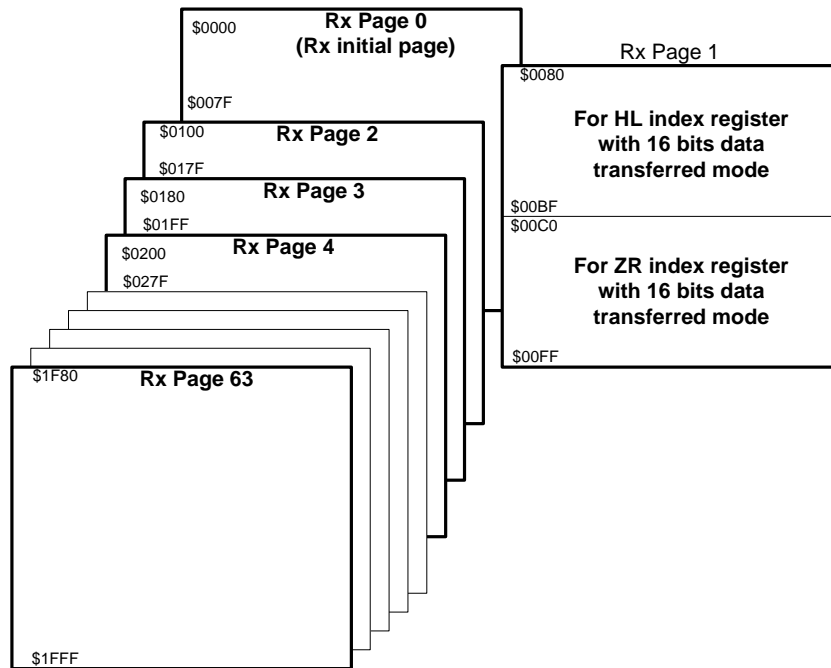 $0000
Rx Page 0
(Rx initial page)
$007F
Rx Page 1
$0080
For HL index register
with 16 bits data
transferred mode
$00BF
$00C0
For ZR index register
with 16 bits data
transferred mode
$00FF
$0100
Rx Page 2
$017F
Rx Page 3
$0180
$01FF
Rx Page 4
$0200
$027F
$1F80
Rx Page 63
$1FFF